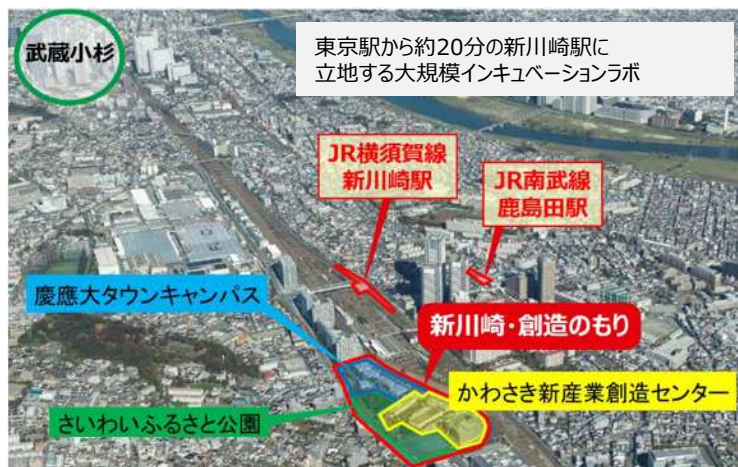 武蔵小杉
東京駅から約20分の新川崎駅に
立地する大規模インキュベーションラボ
JR横須賀線
新川崎駅
JR南武線
鹿島田駅
慶應大タウンキャンパス
新川崎・創造のもり
かわさき新産業創造センター
さいわいふるさと公園